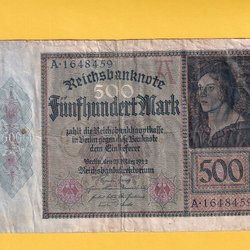 A·1648459
Reichsbanknote
500
Fünfhundert Mark
zahlt die Reichsbankhauptkasse
in Berlin gegen diese Banknote
dem Einlieferer
Berlin, den 27. März 1922
Reichsbankdirektorium
500
500
A·1648459